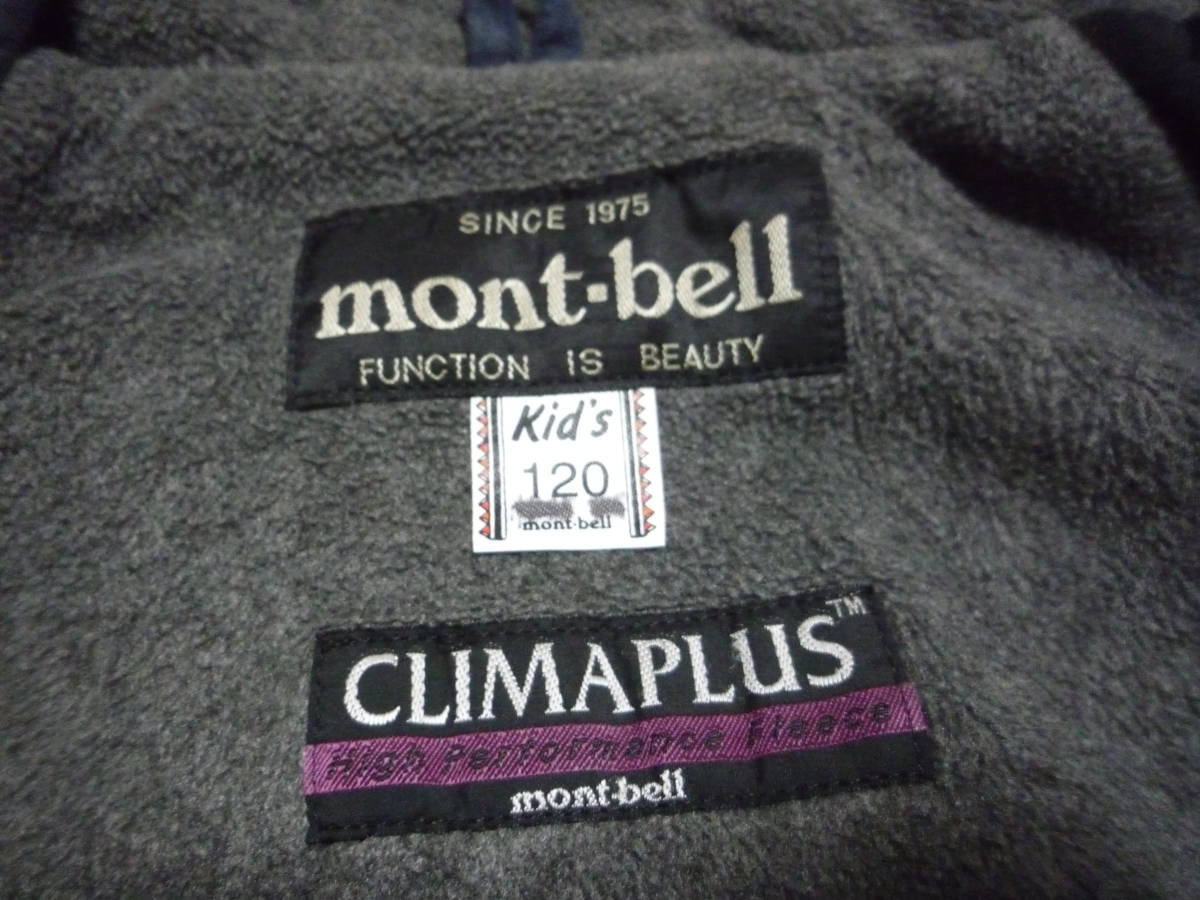 SINCE 1975
mont-bell
FUNCTION IS BEAUTY
Kid's
120
mont-bell
CLIMAPLUS™
High Performance Fleece
mont-bell